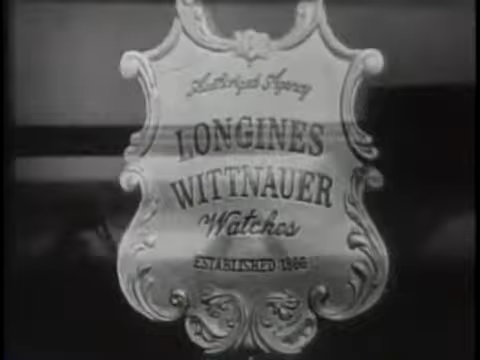 Authorized Agency
LONGINES
WITTNAUER
Watches
ESTABLISHED 1866